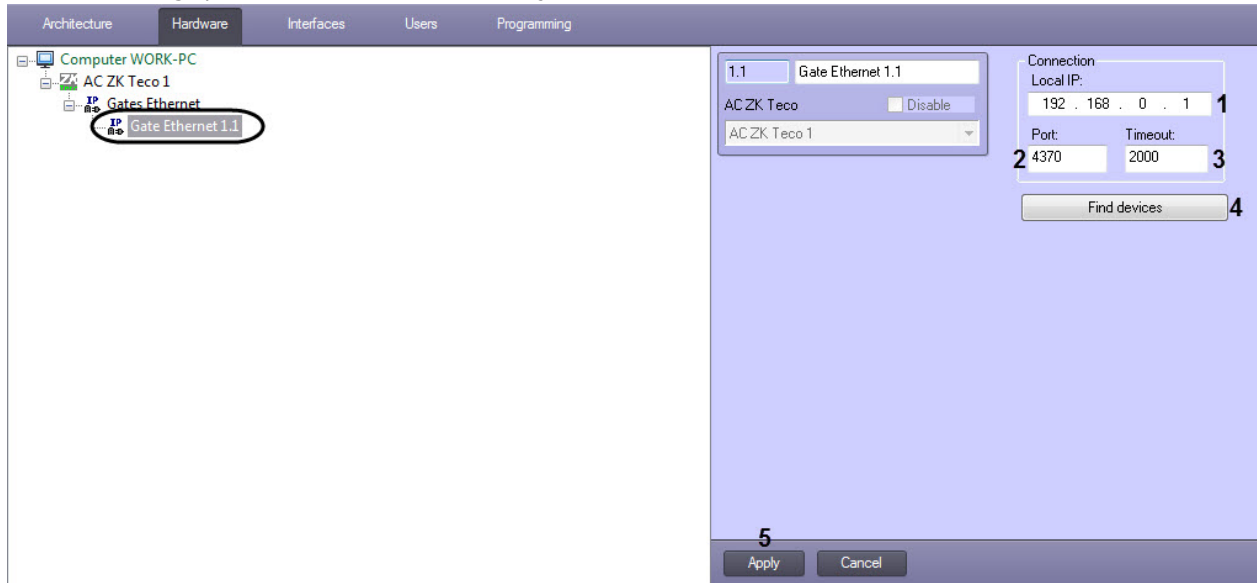 Architecture Hardware Interfaces Users Programming
Computer WORK-PC
AC ZK Teco 1
IP Gates Ethernet
IP Gate Ethernet 1.1
1.1 Gate Ethernet 1.1
AC ZK Teco Disable
AC ZK Teco 1
Connection
Local IP:
192 . 168 . 0 . 1 1
Port: Timeout:
2 4370 2000 3
Find devices 4
5
Apply Cancel